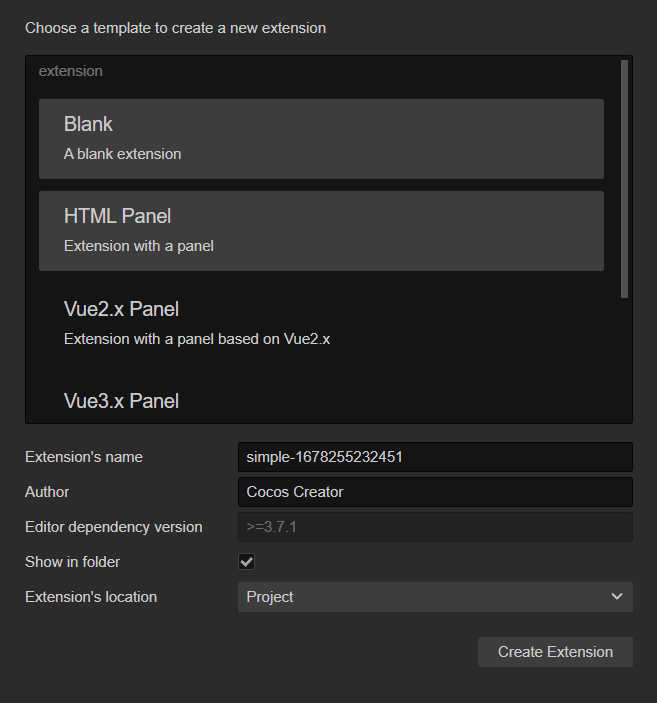 Choose a template to create a new extension
extension
Blank
A blank extension
HTML Panel
Extension with a panel
Vue2.x Panel
Extension with a panel based on Vue2.x
Vue3.x Panel
Extension's name simple-1678255232451
Author Cocos Creator
Editor dependency version >=3.7.1
Show in folder
Extension's location Project
Create Extension